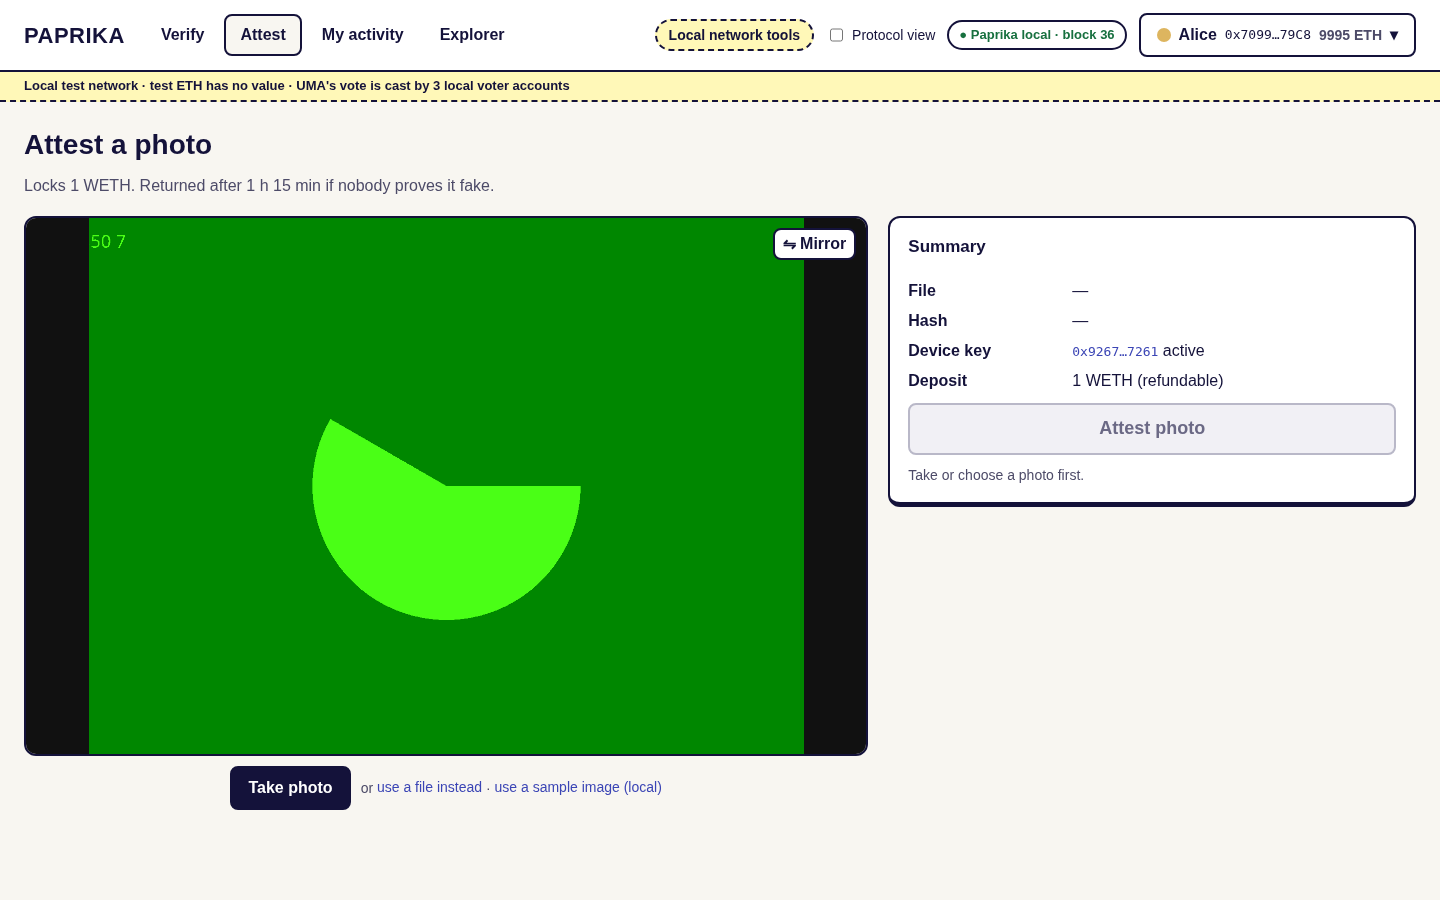 PAPRIKA Verify Attest My activity Explorer Local network tools Protocol view ● Paprika local · block 36 Alice 0x7099…79C8 9995 ETH ▼
Local test network · test ETH has no value · UMA's vote is cast by 3 local voter accounts
Attest a photo
Locks 1 WETH. Returned after 1 h 15 min if nobody proves it fake.
50 7
⇋ Mirror
Take photo or use a file instead · use a sample image (local)
Summary
File —
Hash —
Device key 0x9267…7261 active
Deposit 1 WETH (refundable)
Attest photo
Take or choose a photo first.